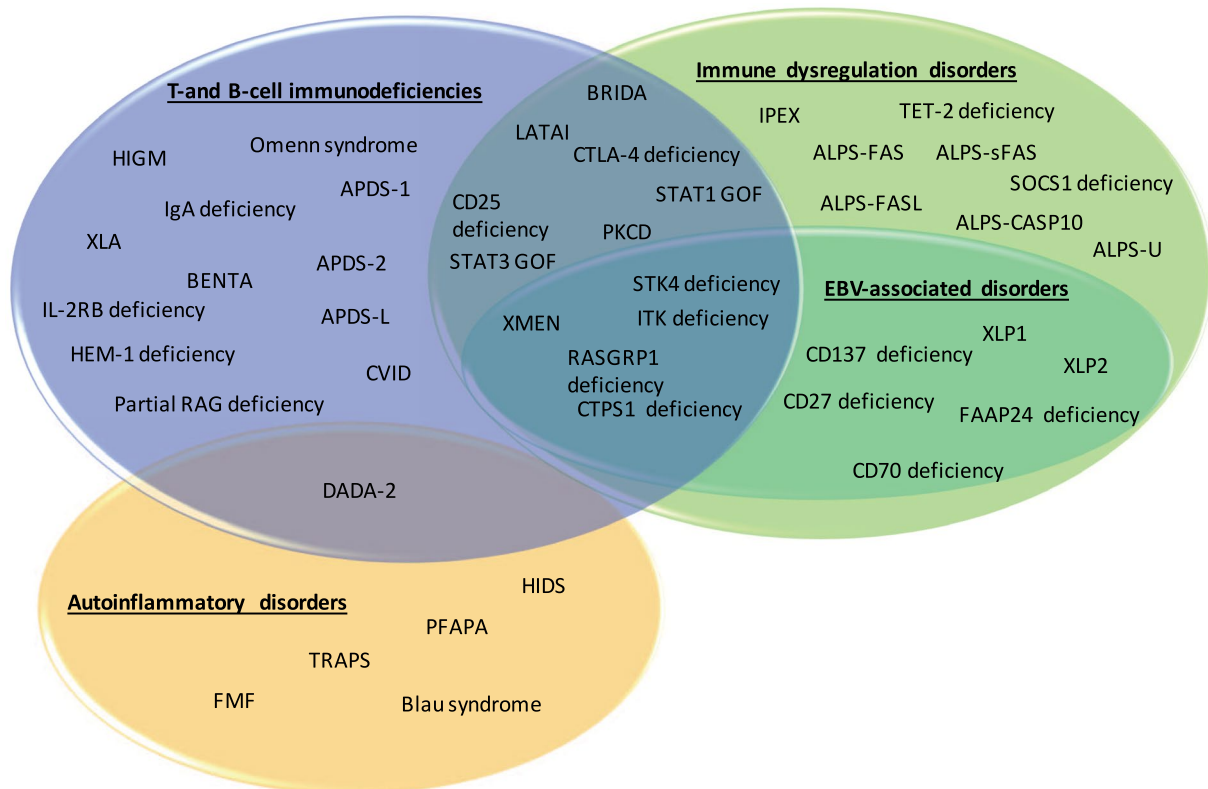 T-and B-cell immunodeficiencies
HIGM
Omenn syndrome
APDS-1
IgA deficiency
XLA
APDS-2
BENTA
IL-2RB deficiency
APDS-L
HEM-1 deficiency
CVID
Partial RAG deficiency
BRIDA
LATAI
CTLA-4 deficiency
STAT1 GOF
CD25
deficiency
PKCD
STAT3 GOF
STK4 deficiency
XMEN
ITK deficiency
RASGRP1
deficiency
CTPS1 deficiency
Immune dysregulation disorders
IPEX
TET-2 deficiency
ALPS-FAS
ALPS-sFAS
SOCS1 deficiency
ALPS-FASL
ALPS-CASP10
ALPS-U
EBV-associated disorders
XLP1
CD137 deficiency
XLP2
CD27 deficiency
FAAP24 deficiency
CD70 deficiency
DADA-2
Autoinflammatory disorders
HIDS
PFAPA
TRAPS
FMF
Blau syndrome